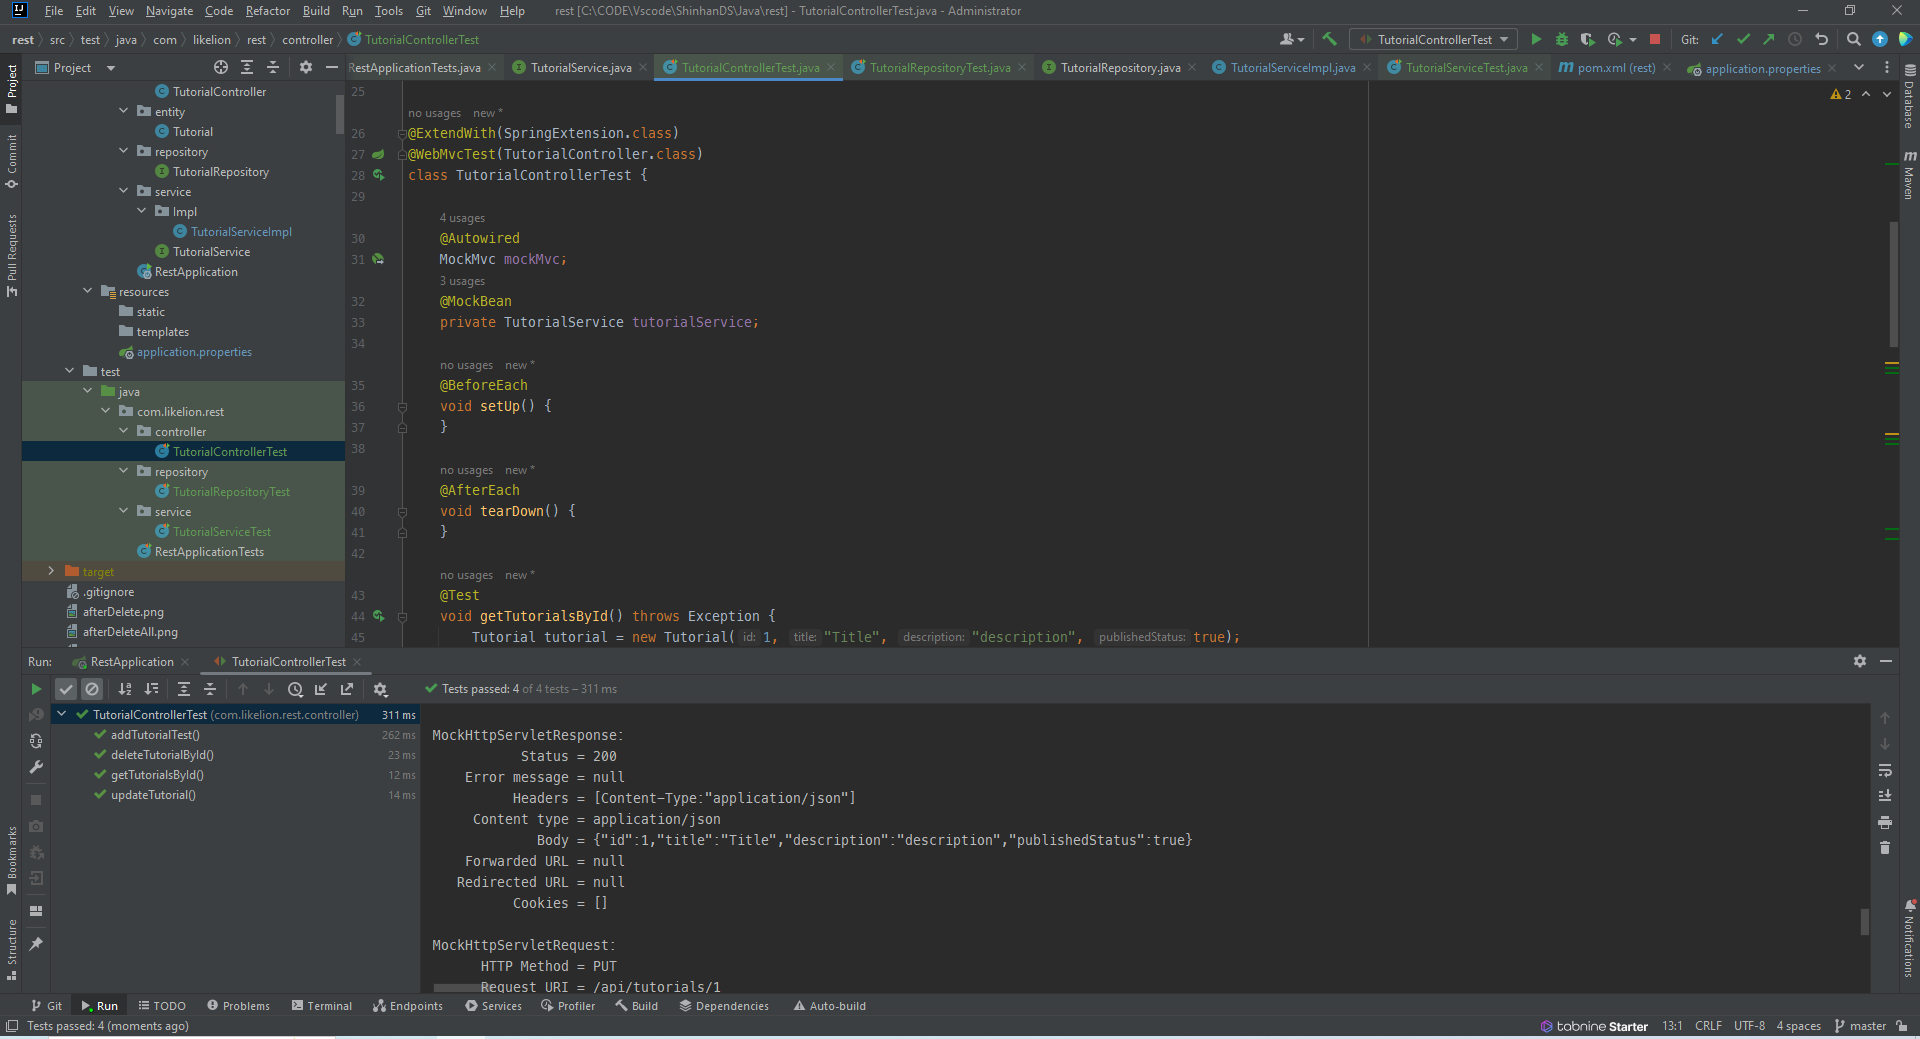 File Edit View Navigate Code Refactor Build Run Tools Git Window Help rest [C:\CODE\Vscode\ShinhanDS\Java\rest] - TutorialControllerTest.java - Administrator
rest src test java com likelion rest controller TutorialControllerTest
TutorialControllerTest Git:
Project RestApplicationTests.java TutorialService.java TutorialControllerTest.java TutorialRepositoryTest.java TutorialRepository.java TutorialServiceImpl.java TutorialServiceTest.java pom.xml (rest) application.properties
Project
Commit
Pull Requests
Bookmarks
Structure
TutorialController
entity
Tutorial
repository
TutorialRepository
service
Impl
TutorialServiceImpl
TutorialService
RestApplication
resources
static
templates
application.properties
test
java
com.likelion.rest
controller
TutorialControllerTest
repository
TutorialRepositoryTest
service
TutorialServiceTest
RestApplicationTests
target
.gitignore
afterDelete.png
afterDeleteAll.png
25
no usages new *
26 @ExtendWith(SpringExtension.class)
27 @WebMvcTest(TutorialController.class)
28 class TutorialControllerTest {
29
4 usages
30 @Autowired
31 MockMvc mockMvc;
3 usages
32 @MockBean
33 private TutorialService tutorialService;
34
no usages new *
35 @BeforeEach
36 void setUp() {
37 }
38
no usages new *
39 @AfterEach
40 void tearDown() {
41 }
42
no usages new *
43 @Test
44 void getTutorialsById() throws Exception {
45 Tutorial tutorial = new Tutorial( id: 1, title: "Title", description: "description", publishedStatus: true);
2
Database
Maven
Notifications
Run: RestApplication TutorialControllerTest
Tests passed: 4 of 4 tests – 311 ms
TutorialControllerTest (com.likelion.rest.controller) 311 ms
addTutorialTest() 262 ms
deleteTutorialById() 23 ms
getTutorialsById() 12 ms
updateTutorial() 14 ms
MockHttpServletResponse:
Status = 200
Error message = null
Headers = [Content-Type:"application/json"]
Content type = application/json
Body = {"id":1,"title":"Title","description":"description","publishedStatus":true}
Forwarded URL = null
Redirected URL = null
Cookies = []
MockHttpServletRequest:
HTTP Method = PUT
Request URI = /api/tutorials/1
Git Run TODO Problems Terminal Endpoints Services Profiler Build Dependencies Auto-build
Tests passed: 4 (moments ago) tabnine Starter 13:1 CRLF UTF-8 4 spaces master